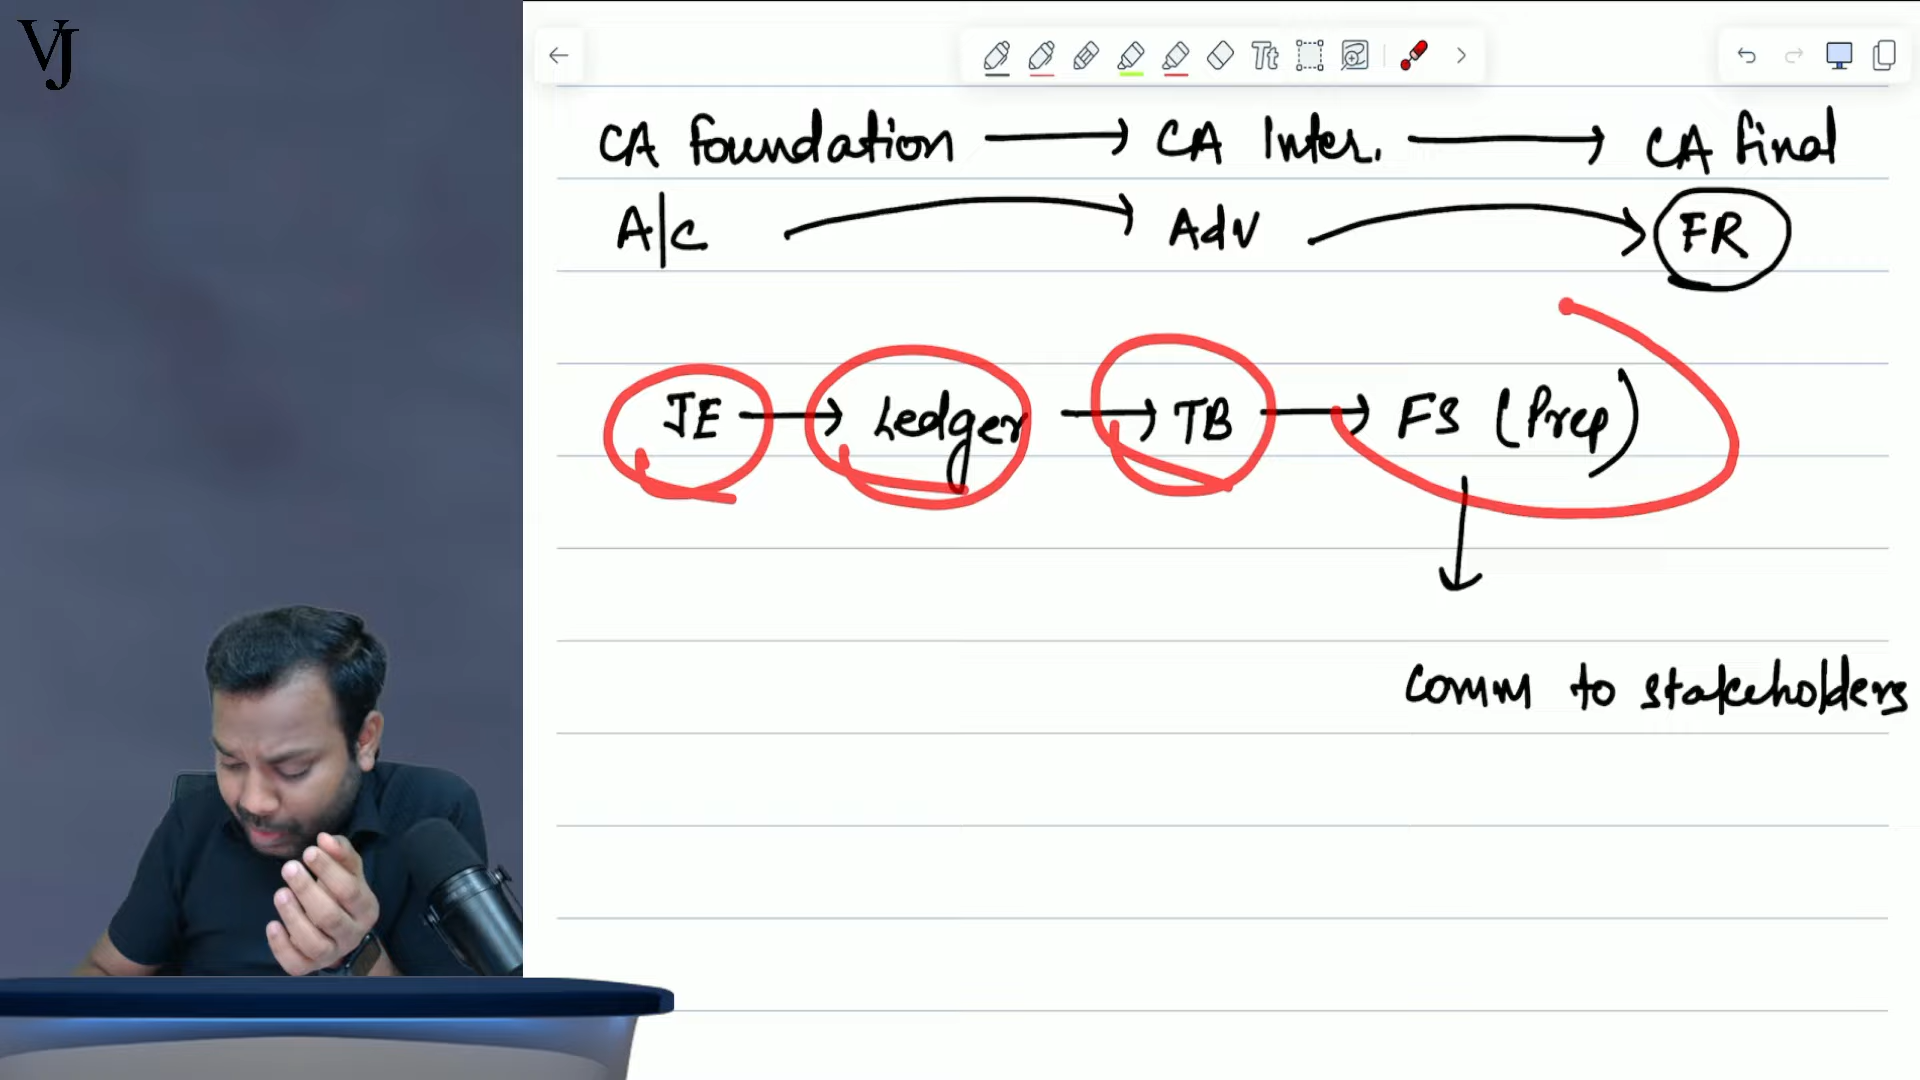 VJ
CA Foundation → CA Inter. → CA Final
A/c → Adv → FR
JE → Ledger → TB → FS (Prep)
↓
Comm to stakeholders